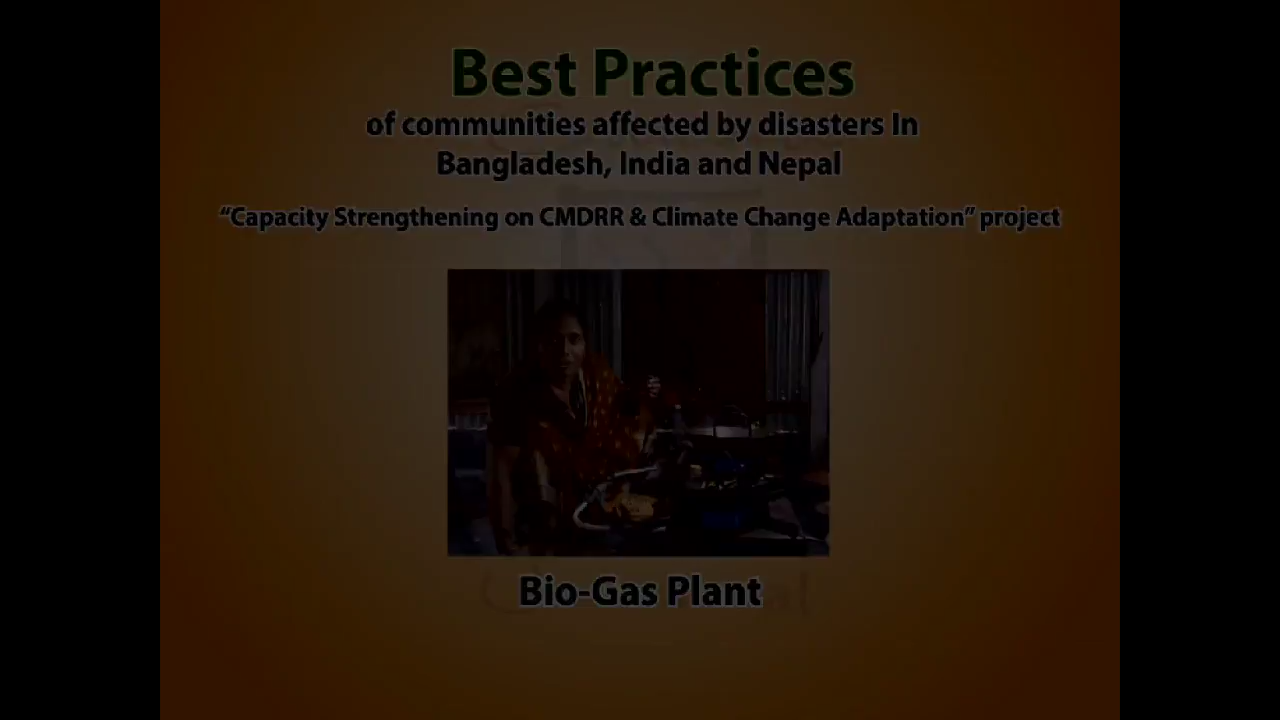 Best Practices
of communities affected by disasters In
Bangladesh, India and Nepal
“Capacity Strengthening on CMDRR & Climate Change Adaptation” project
Bio-Gas Plant